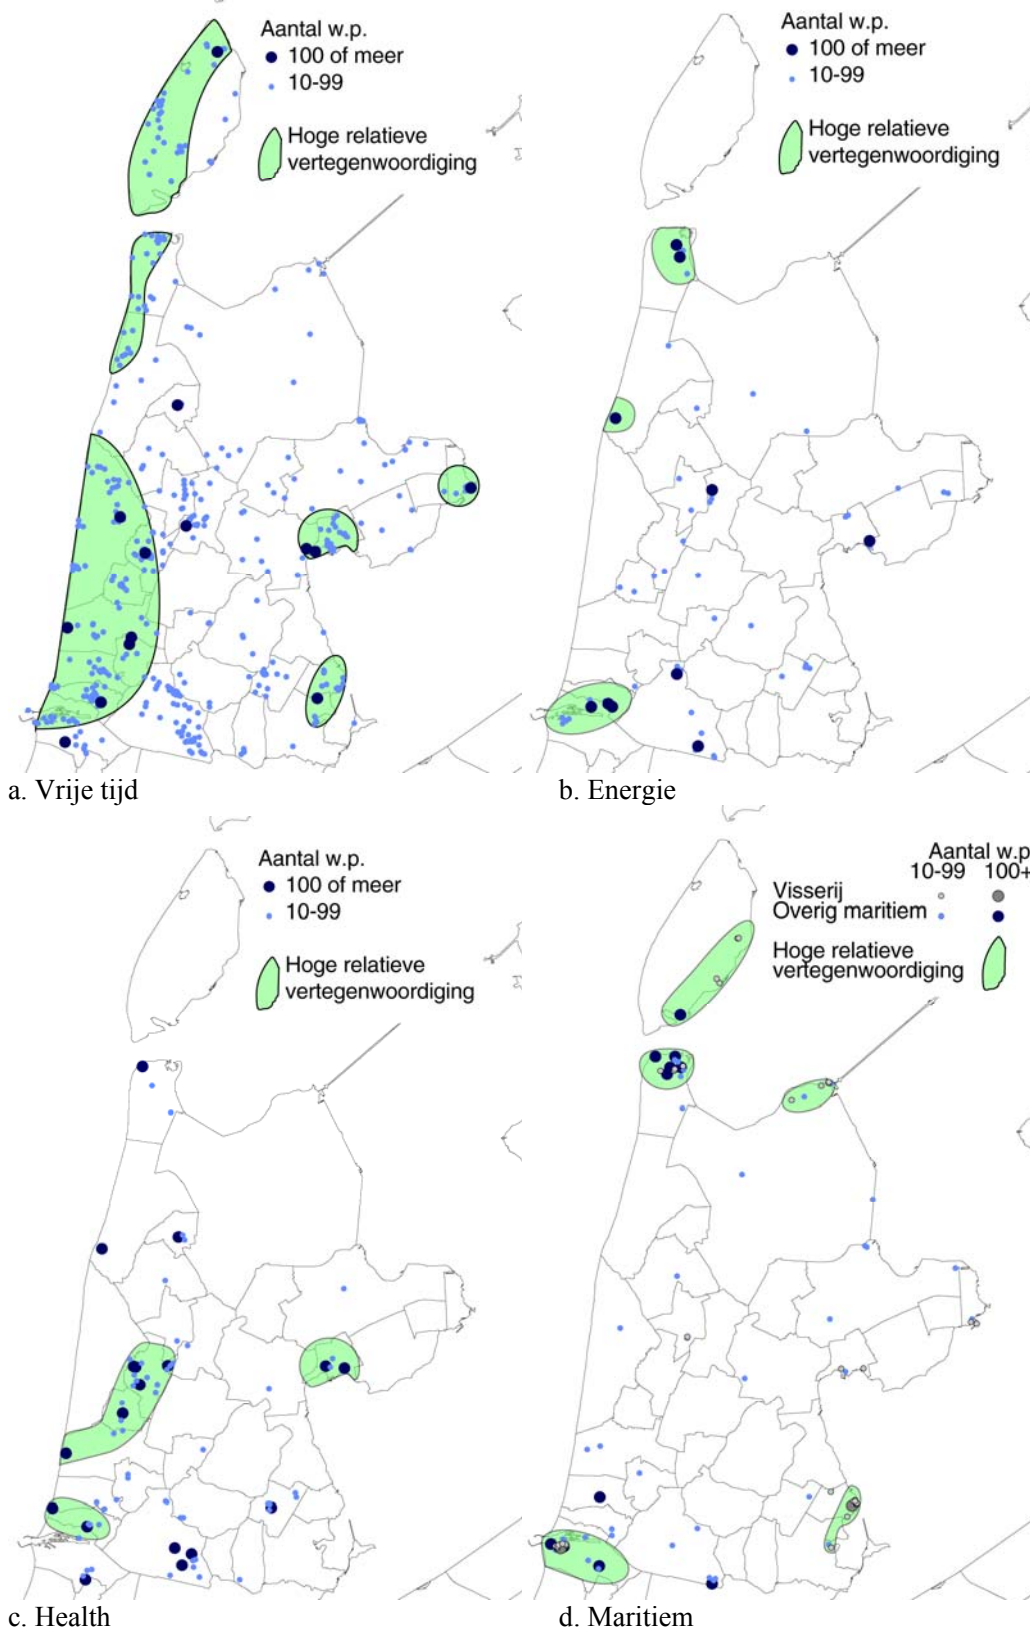 Aantal w.p.
100 of meer
10-99
Hoge relatieve
vertegenwoordiging
a. Vrije tijd
Aantal w.p.
100 of meer
10-99
Hoge relatieve
vertegenwoordiging
b. Energie
Aantal w.p.
100 of meer
10-99
Hoge relatieve
vertegenwoordiging
c. Health
Aantal w.p
10-99 100+
Visserij
Overig maritiem
Hoge relatieve
vertegenwoordiging
d. Maritiem